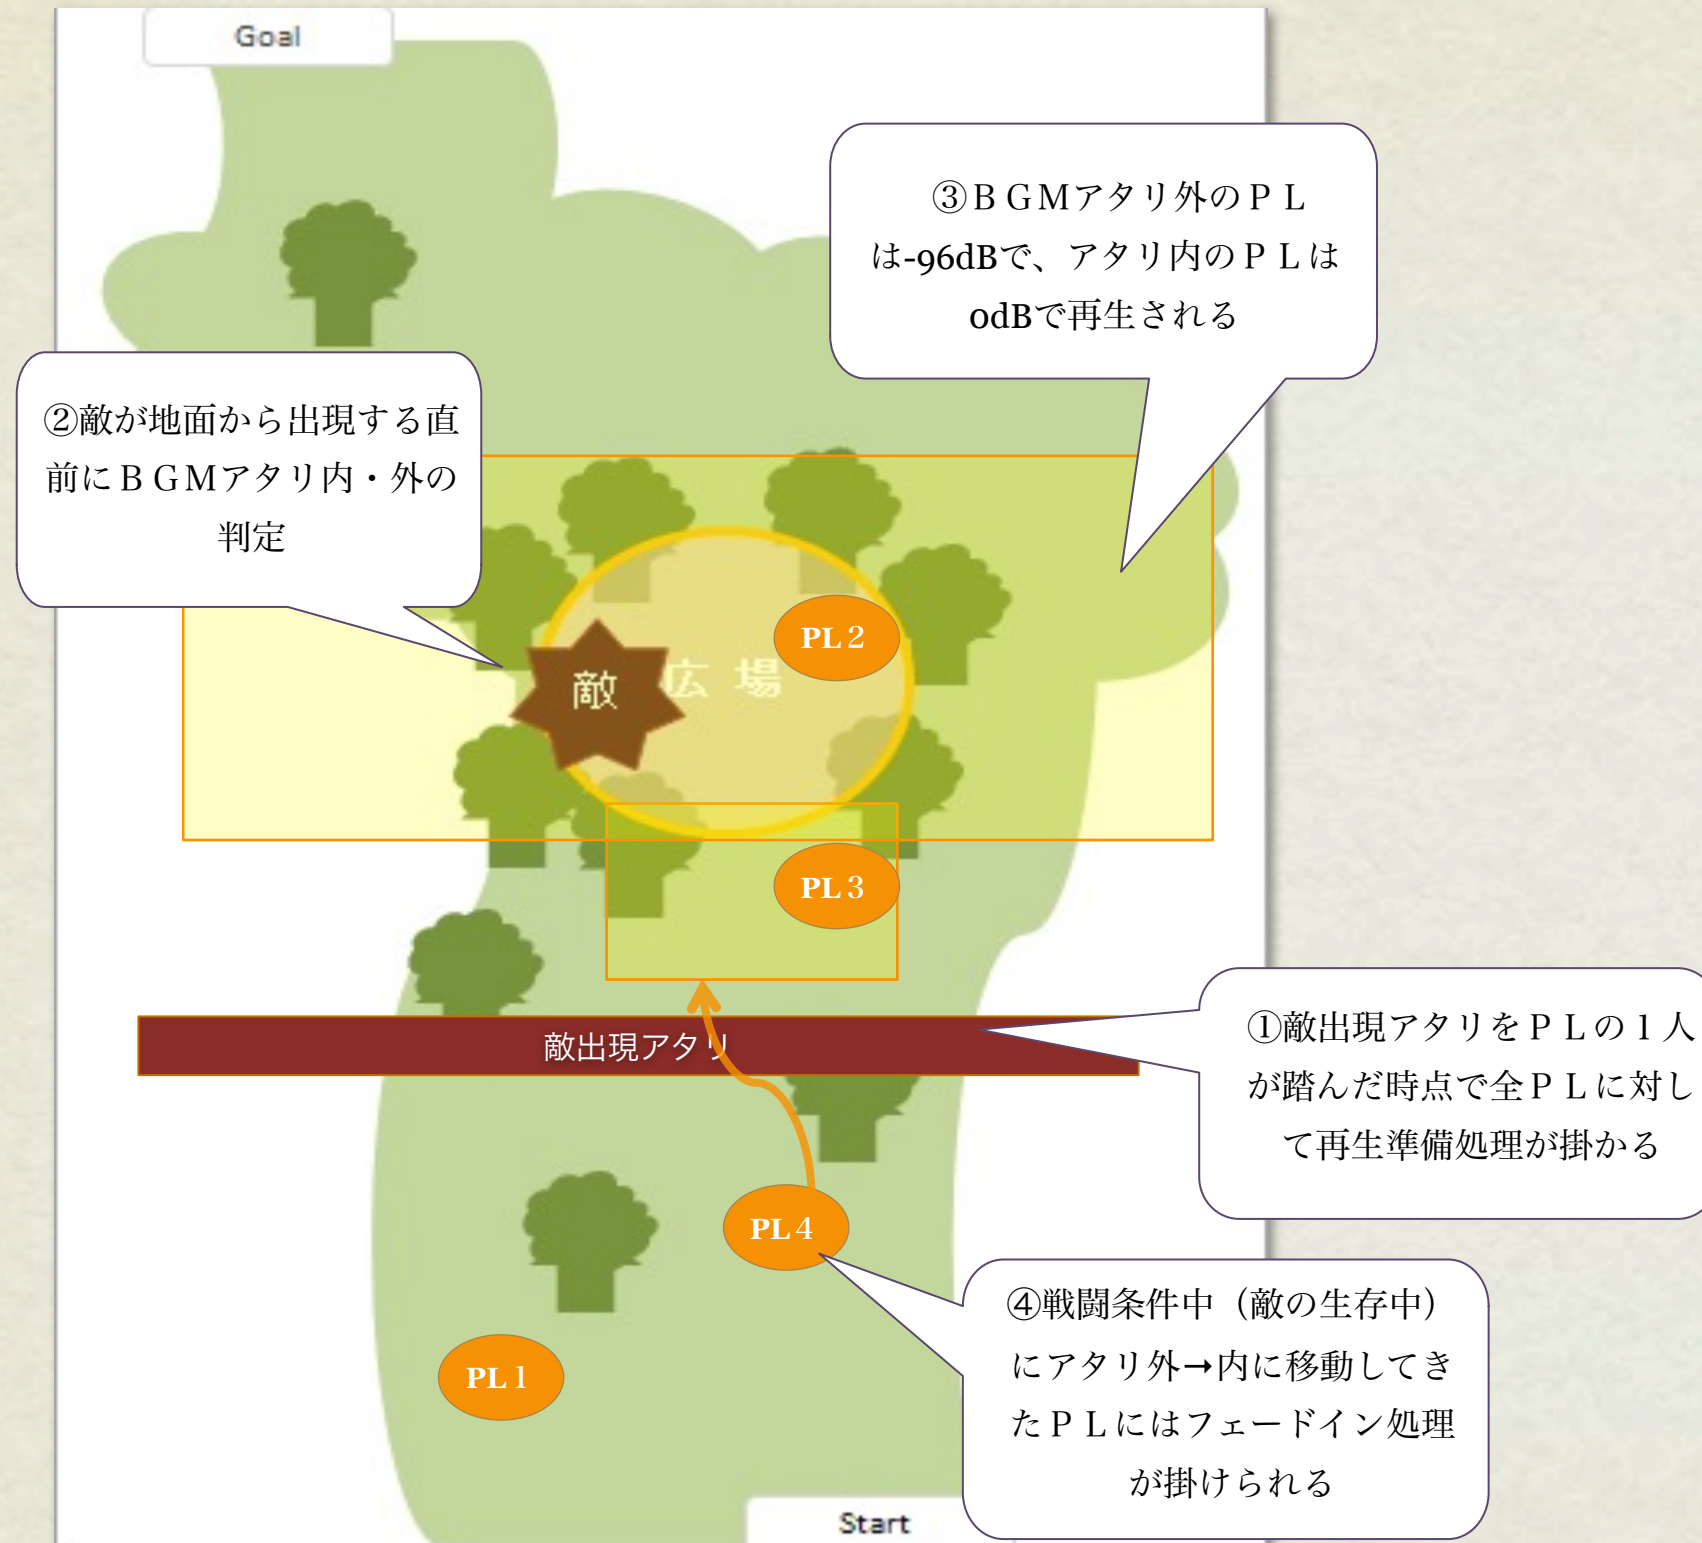 Goal
③ＢＧＭアタリ外のＰＬ
は-96dBで、アタリ内のＰＬは
0dBで再生される
②敵が地面から出現する直
前にＢＧＭアタリ内・外の
判定
PL２
敵
広 場
PL３
①敵出現アタリをＰＬの１人
が踏んだ時点で全ＰＬに対し
て再生準備処理が掛かる
敵出現アタリ
PL４
④戦闘条件中（敵の生存中）
にアタリ外→内に移動してき
たＰＬにはフェードイン処理
が掛けられる
PL１
Start